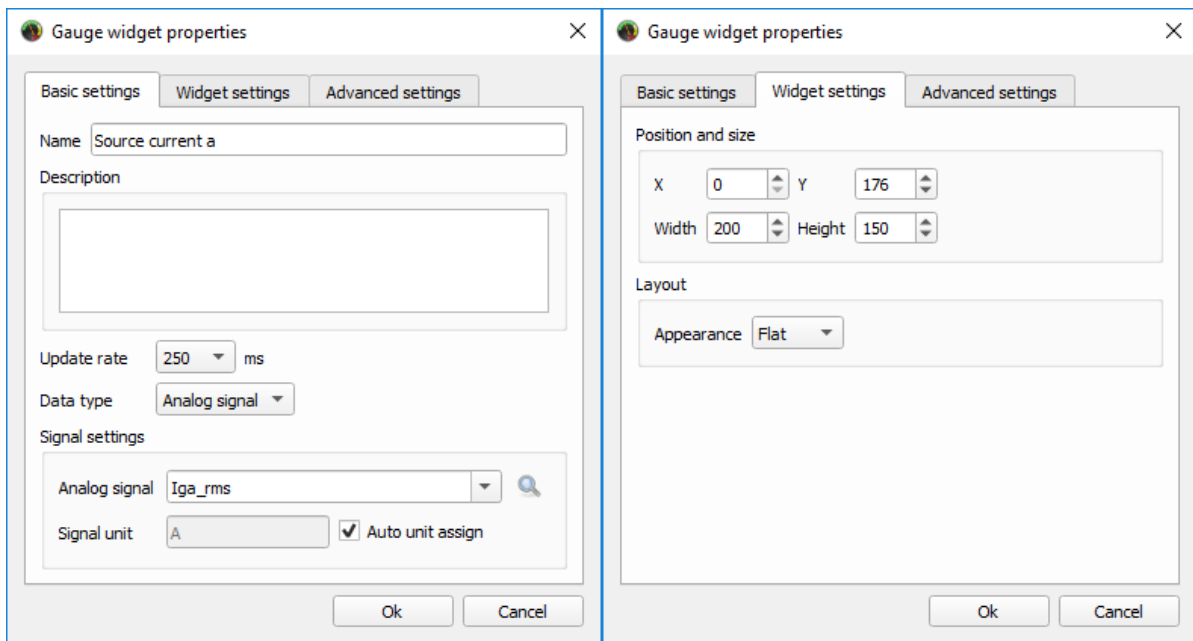 Gauge widget properties
Basic settings Widget settings Advanced settings
Name Source current a
Description
Update rate 250 ms
Data type Analog signal
Signal settings
Analog signal Iga_rms
Signal unit A Auto unit assign
Ok Cancel
Gauge widget properties
Basic settings Widget settings Advanced settings
Position and size
X 0 Y 176
Width 200 Height 150
Layout
Appearance Flat
Ok Cancel